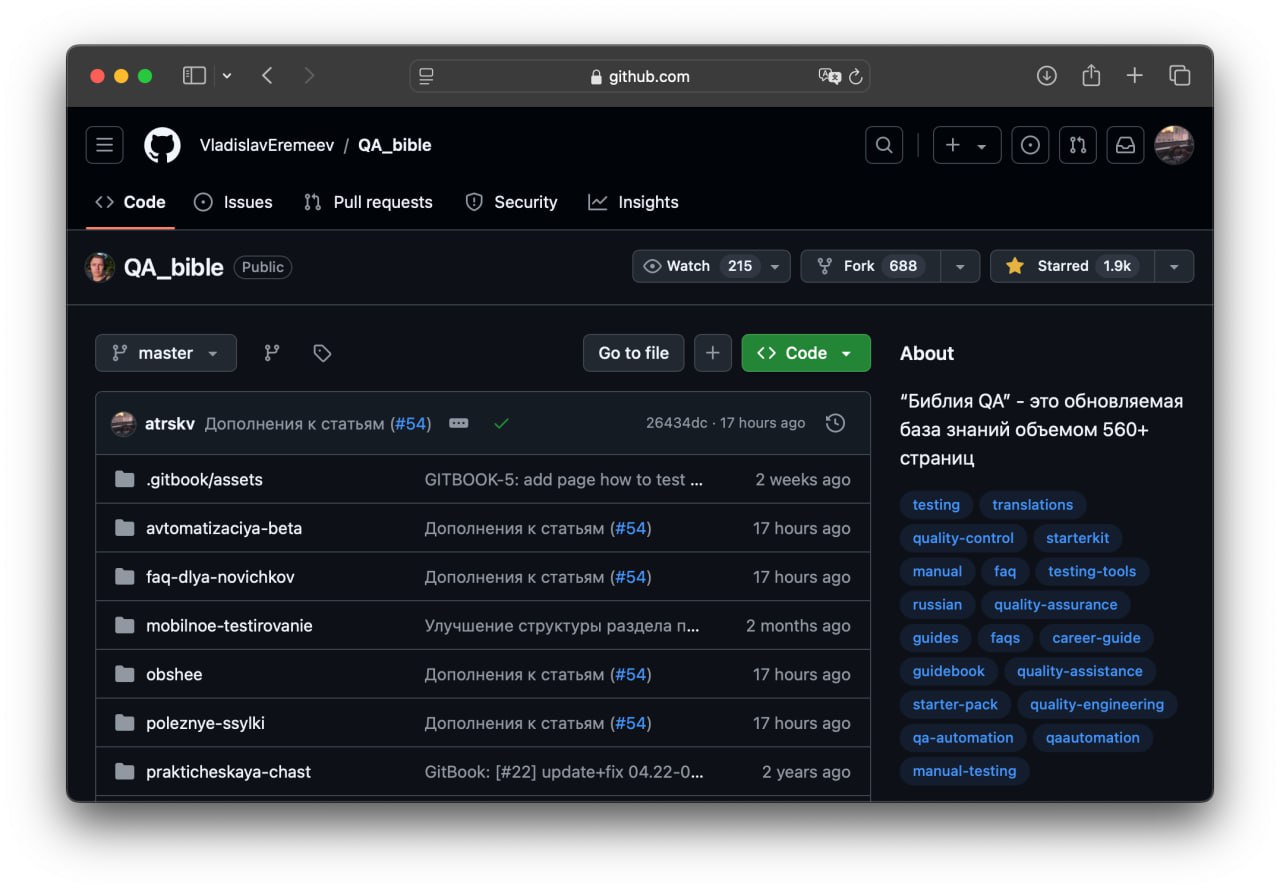 github.com
VladislavEremeev / QA_bible
Code Issues Pull requests Security Insights
QA_bible Public Watch 215 Fork 688 Starred 1.9k
master Go to file Code
atrskv Дополнения к статьям (#54) 26434dc · 17 hours ago
.gitbook/assets GITBOOK-5: add page how to test ... 2 weeks ago
avtomatizaciya-beta Дополнения к статьям (#54) 17 hours ago
faq-dlya-novichkov Дополнения к статьям (#54) 17 hours ago
mobilnoe-testirovanie Улучшение структуры раздела п... 2 months ago
obshee Дополнения к статьям (#54) 17 hours ago
poleznye-ssylki Дополнения к статьям (#54) 17 hours ago
prakticheskaya-chast GitBook: [#22] update+fix 04.22-0... 2 years ago
About
“Библия QA” - это обновляемая
база знаний объемом 560+
страниц
testing translations
quality-control starterkit
manual faq testing-tools
russian quality-assurance
guides faqs career-guide
guidebook quality-assistance
starter-pack quality-engineering
qa-automation qaautomation
manual-testing